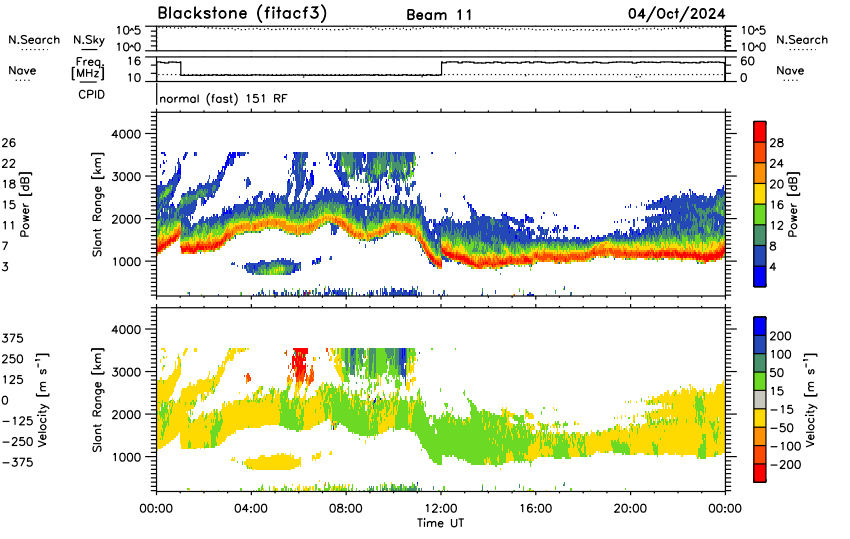 Blackstone (fitacf3) Beam 11 04/Oct/2024
N.Search N.Sky 10^5 10^0 10^5 10^0 N.Search
Nave Freq. [MHz] 16 10 60 0 Nave
CPID normal (fast) 151 RF
26 22 18 15 11 7 3
Power [dB]
Slant Range [km]
4000 3000 2000 1000
28 24 20 16 12 8 4
Power [dB]
375 250 125 0 -125 -250 -375
Velocity [m s⁻¹]
Slant Range [km]
4000 3000 2000 1000
200 100 50 15 -15 -50 -100 -200
Velocity [m s⁻¹]
00:00 04:00 08:00 12:00 16:00 20:00 00:00
Time UT